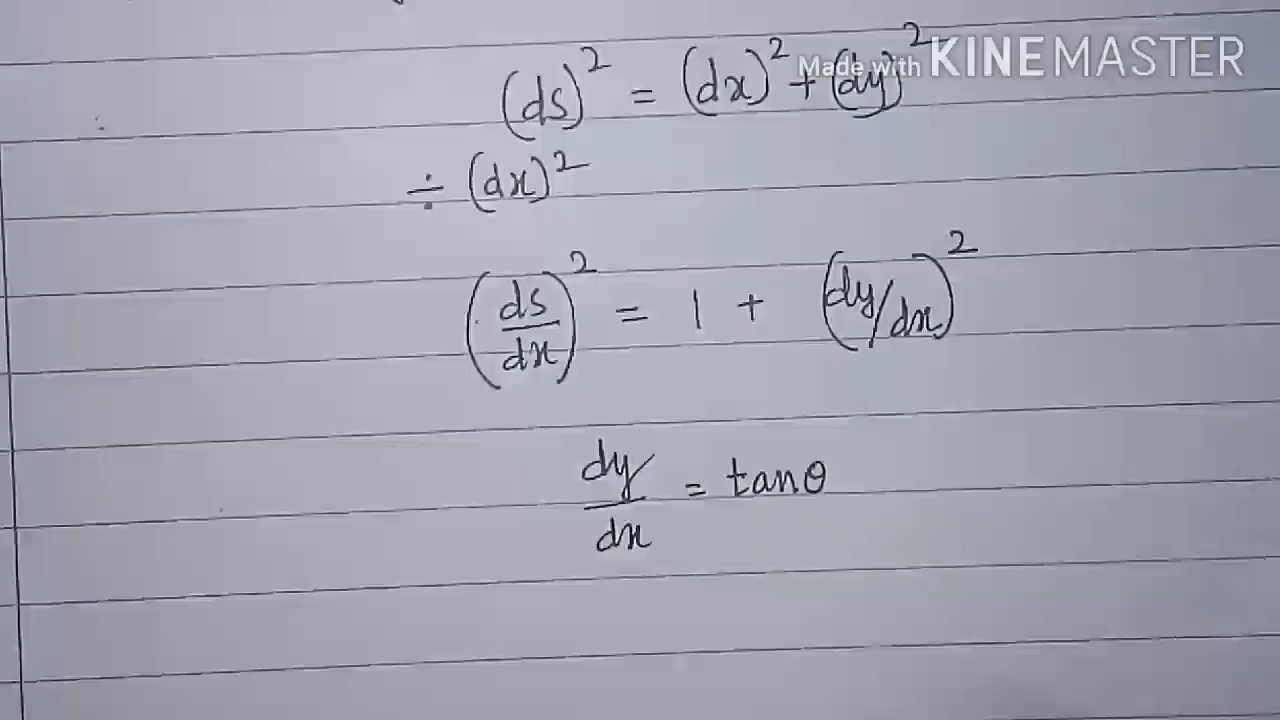 (ds)² = (dx)² + (dy)²
Made with KINEMASTER
÷ (dx)²
(ds/dx)² = 1 + (dy/dx)²
dy/dx = tanθ